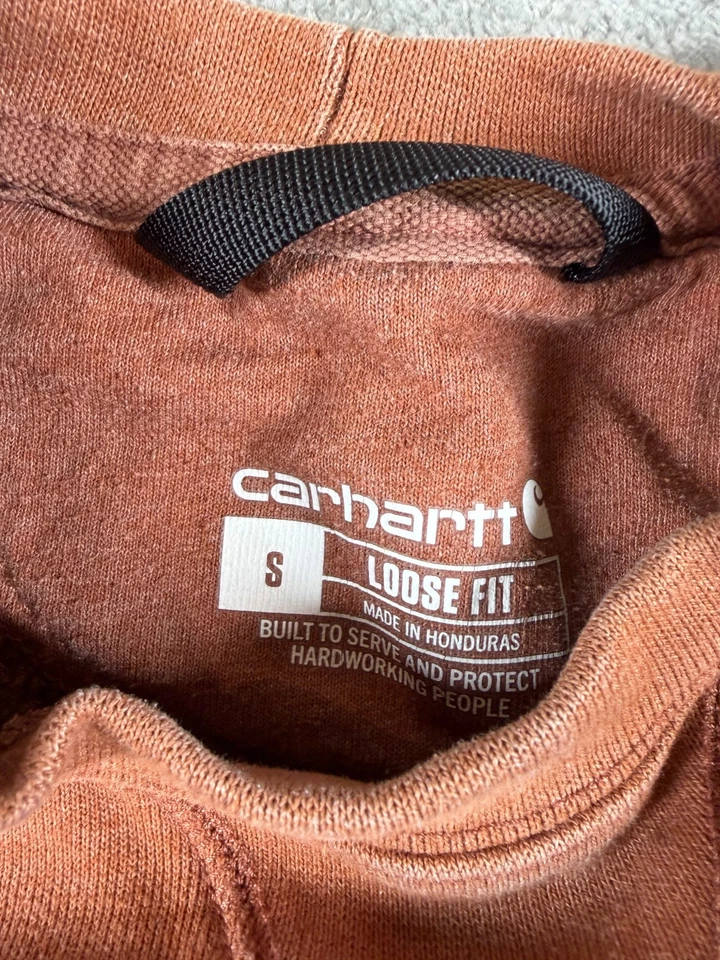 carhartt
S
LOOSE FIT
MADE IN HONDURAS
BUILT TO SERVE AND PROTECT
HARDWORKING PEOPLE